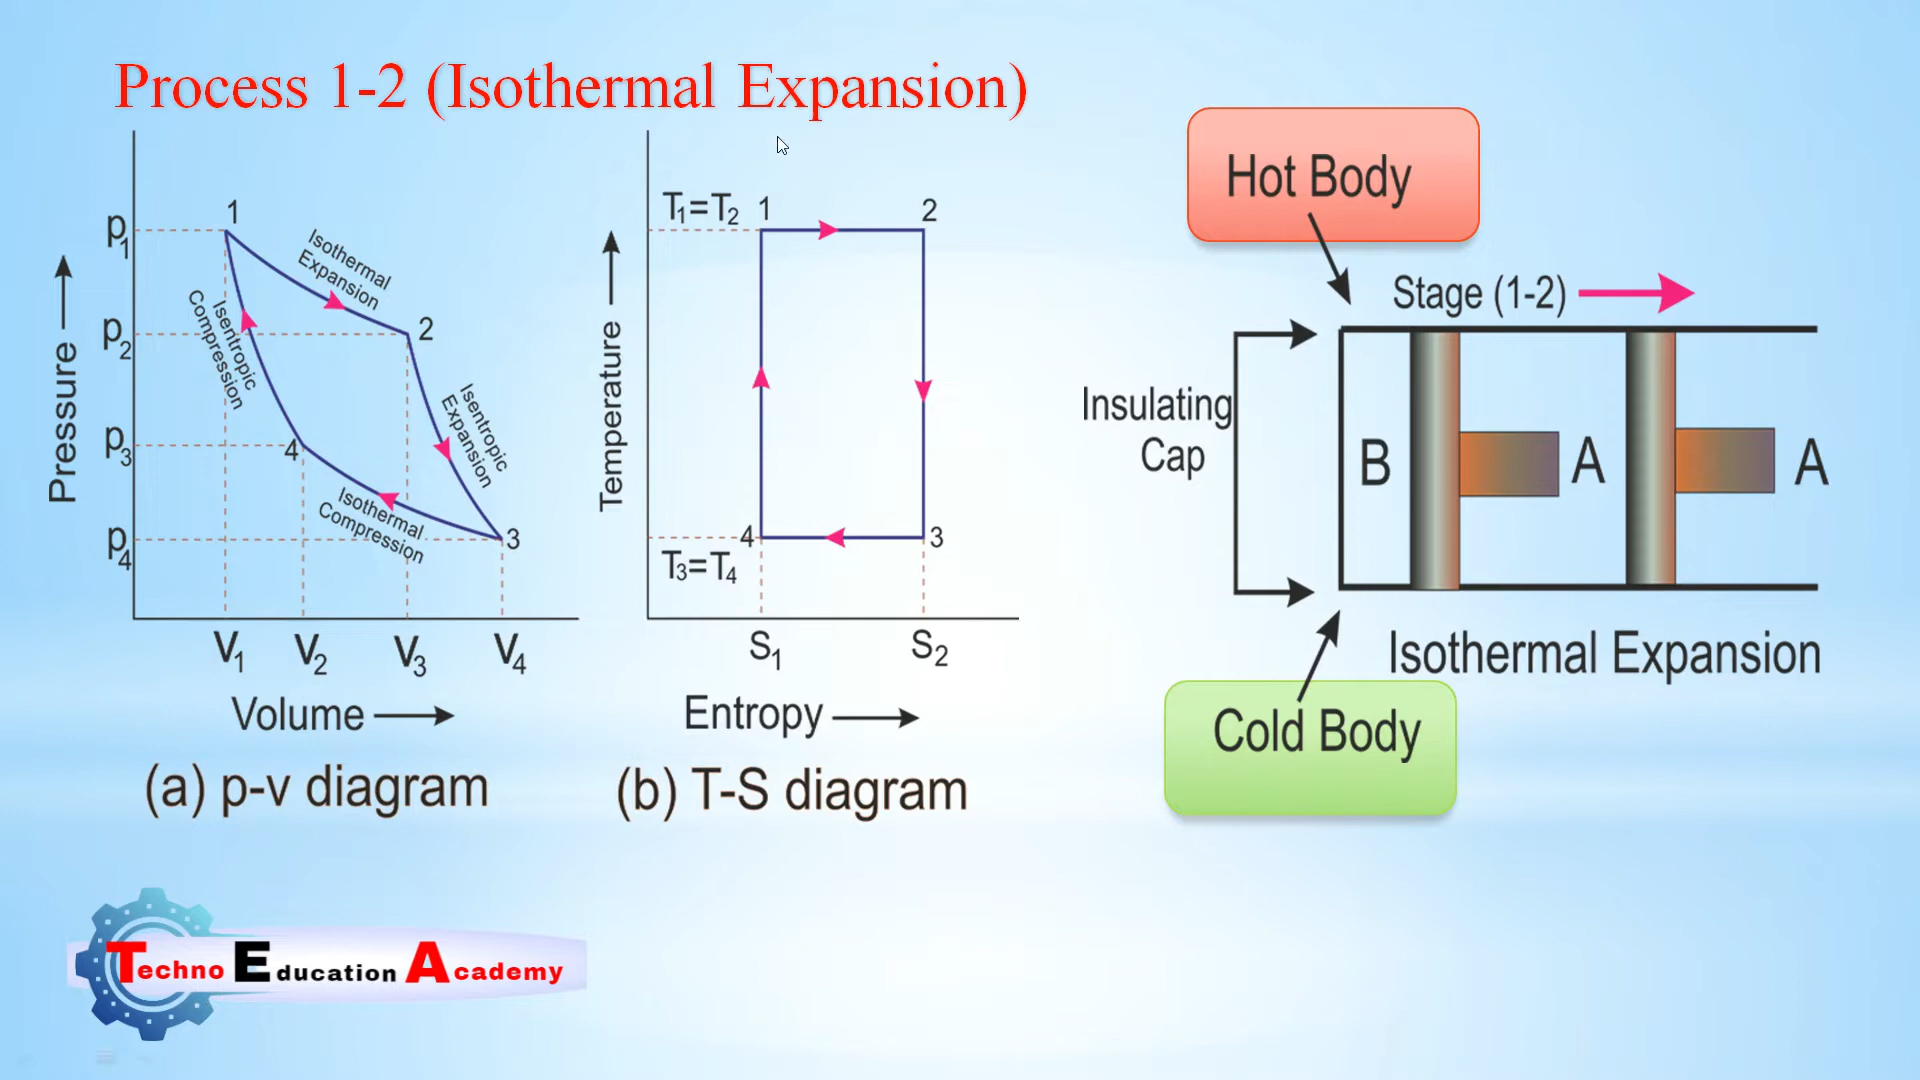 Process 1-2 (Isothermal Expansion)
Pressure
p1
p2
p3
p4
1
2
3
4
Isothermal
Expansion
Isentropic
Expansion
Isothermal
Compression
Isentropic
Compression
V1 V2 V3 V4
Volume
(a) p-v diagram
Temperature
T1=T2
1
2
4
3
T3=T4
S1 S2
Entropy
(b) T-S diagram
Hot Body
Stage (1-2)
Insulating
Cap
B A A
Isothermal Expansion
Cold Body
Techno Education Academy